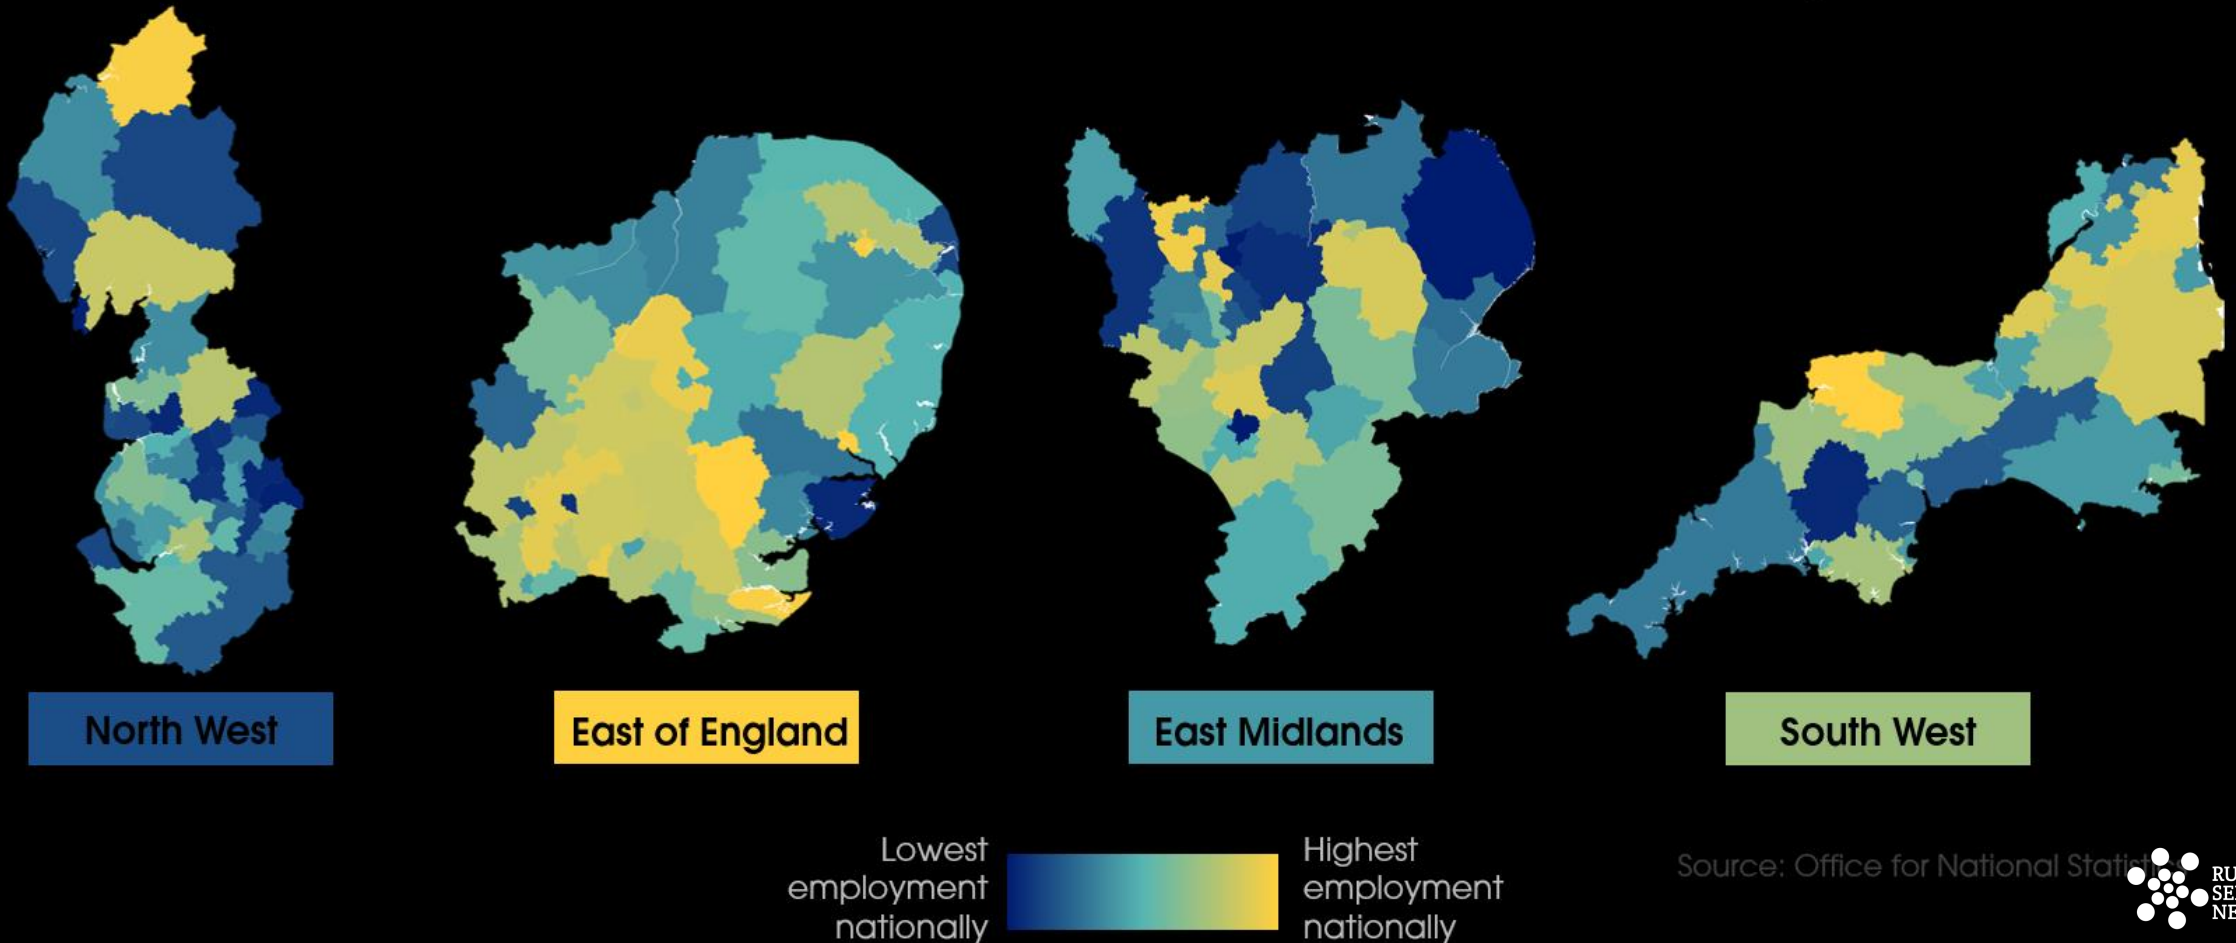 North West
East of England
East Midlands
South West
Lowest
employment
nationally
Highest
employment
nationally
Source: Office for National